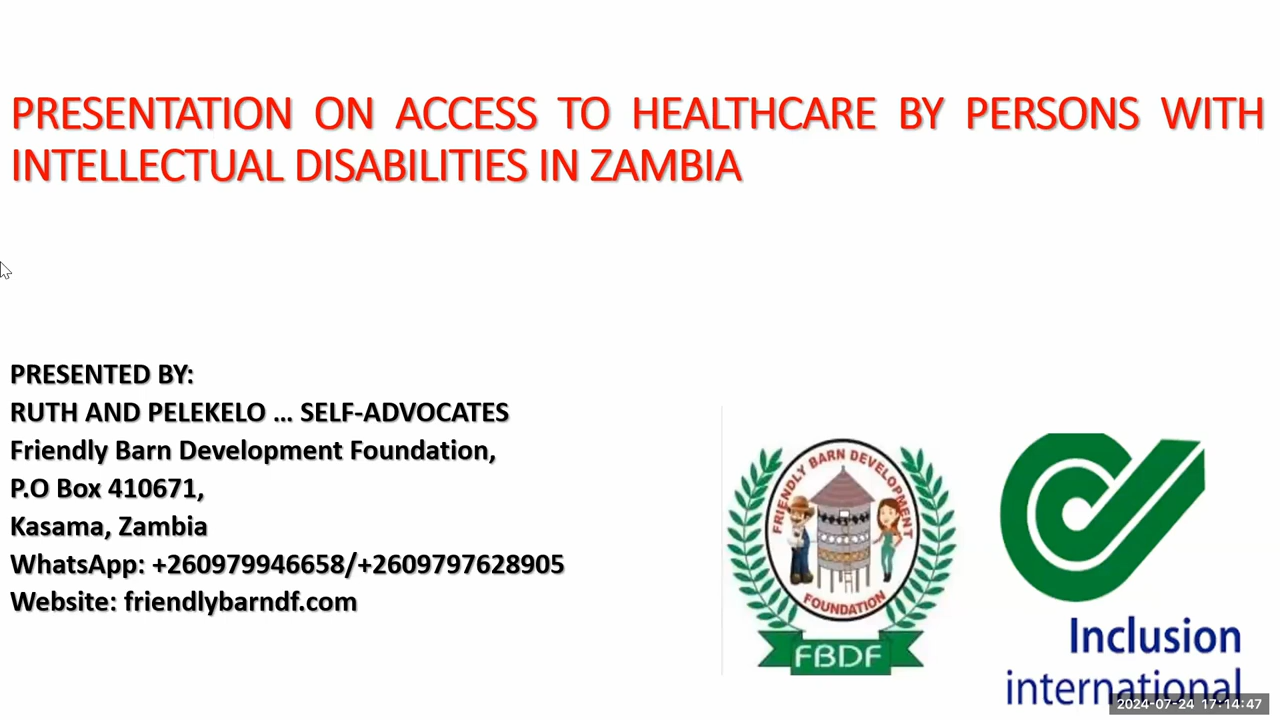 PRESENTATION ON ACCESS TO HEALTHCARE BY PERSONS WITH
INTELLECTUAL DISABILITIES IN ZAMBIA
PRESENTED BY:
RUTH AND PELEKELO ... SELF-ADVOCATES
Friendly Barn Development Foundation,
P.O Box 410671,
Kasama, Zambia
WhatsApp: +260979946658/+2609797628905
Website: friendlybarndf.com
FRIENDLY BARN DEVELOPMENT
FOUNDATION
FBDF
Inclusion
international
2024-07-24 17:14:47